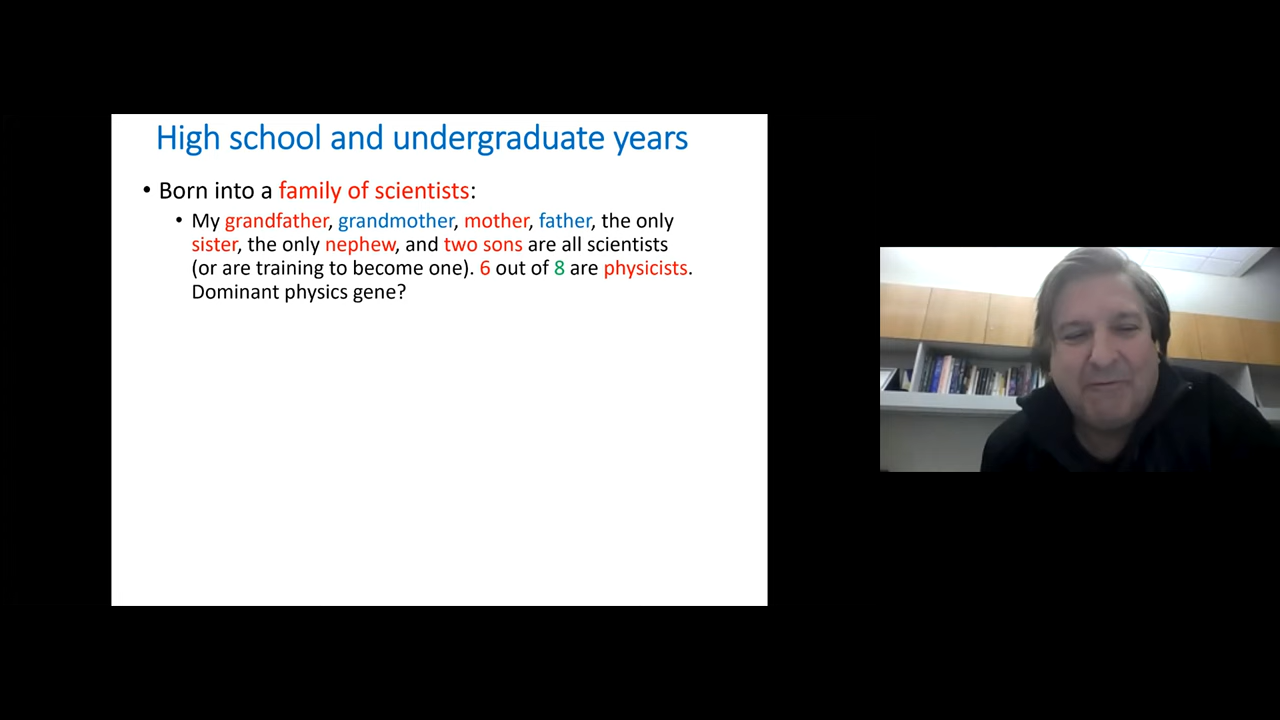 High school and undergraduate years
• Born into a family of scientists:
• My grandfather, grandmother, mother, father, the only
sister, the only nephew, and two sons are all scientists
(or are training to become one). 6 out of 8 are physicists.
Dominant physics gene?